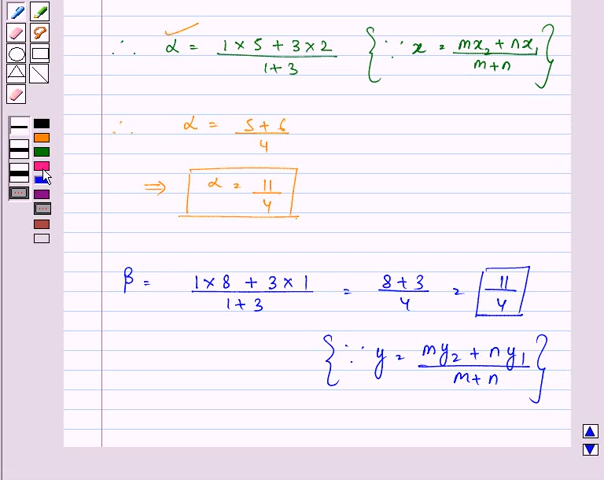 ∴ α = (1 × 5 + 3 × 2)/(1 + 3) {∵ x = (mx₂ + nx₁)/(m + n)}
∴ α = (5 + 6)/4
⇒ α = 11/4
β = (1 × 8 + 3 × 1)/(1 + 3) = (8 + 3)/4 = 11/4
{∵ y = (my₂ + ny₁)/(m + n)}